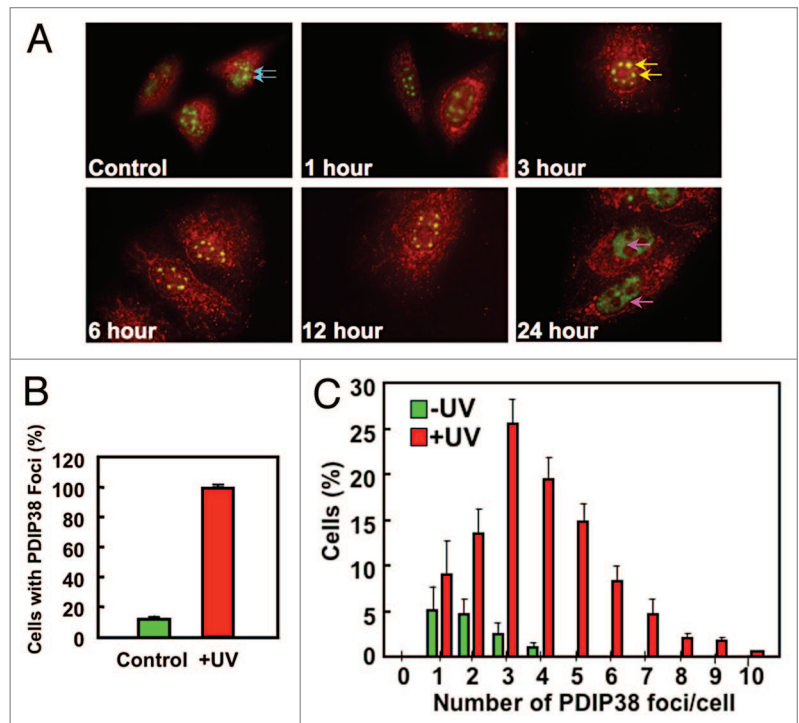 A
Control
1 hour
3 hour
6 hour
12 hour
24 hour
B
Cells with PDIP38 Foci (%)
120
100
80
60
40
20
0
Control +UV
C
Cells (%)
30
25
20
15
10
5
0
-UV
+UV
0 1 2 3 4 5 6 7 8 9 10
Number of PDIP38 foci/cell